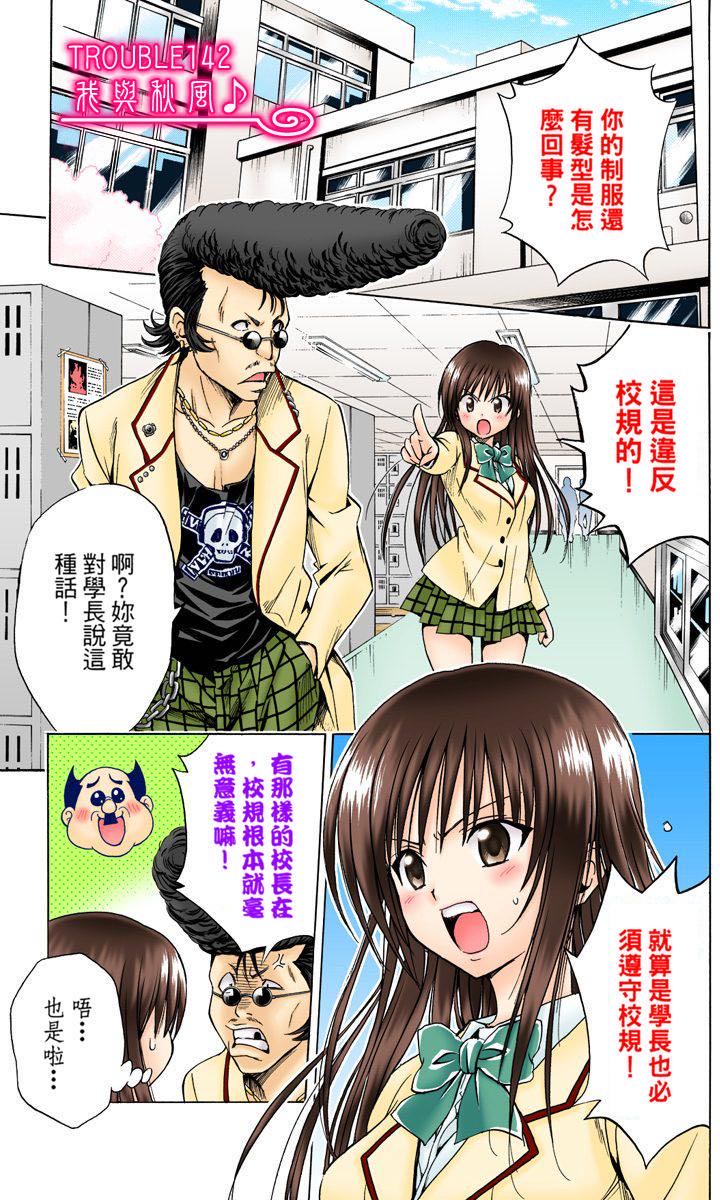 TROUBLE142
我與秋風♪
你的制服還
有髮型是怎
麼回事？
這是違反
校規的！
啊？妳竟敢
對學長說這
種話！
就算是學長也必
須遵守校規！
有那樣的校長在
，校規根本就毫
無意義嘛！
唔…
也是啦…